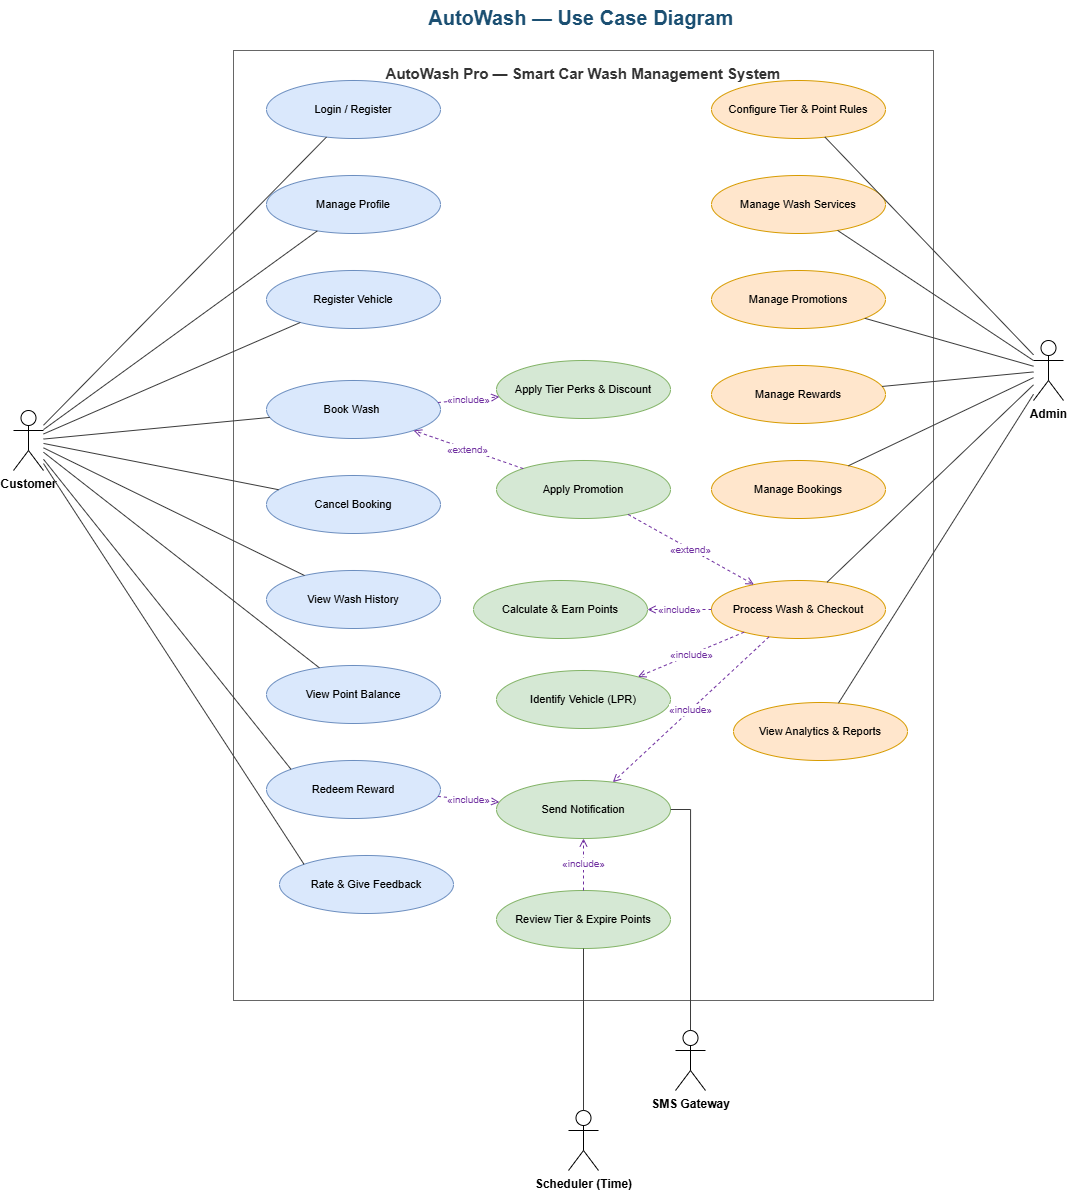 AutoWash — Use Case Diagram
AutoWash Pro — Smart Car Wash Management System
Login / Register
Configure Tier & Point Rules
Manage Profile
Manage Wash Services
Register Vehicle
Manage Promotions
Apply Tier Perks & Discount
Manage Rewards
«include»
Book Wash
Admin
«extend»
Customer
Apply Promotion
Manage Bookings
Cancel Booking
«extend»
View Wash History
Calculate & Earn Points
«include»
Process Wash & Checkout
«include»
View Point Balance
Identify Vehicle (LPR)
«include»
View Analytics & Reports
Redeem Reward
«include»
Send Notification
«include»
Rate & Give Feedback
Review Tier & Expire Points
SMS Gateway
Scheduler (Time)